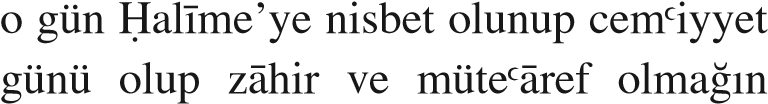 o gün Ḥalīme’ye nisbet olunup cemᶜiyyet
günü olup zāhir ve müteᶜāref olmağın